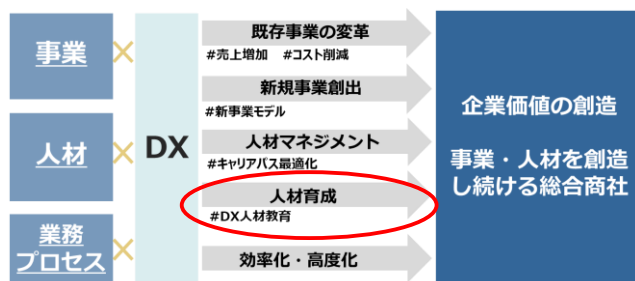 事業
×
人材
×
業務
プロセス
×
DX
既存事業の変革
#売上増加 #コスト削減
新規事業創出
#新事業モデル
人材マネジメント
#キャリアパス最適化
人材育成
#DX人材教育
効率化・高度化
企業価値の創造
事業・人材を創造
し続ける総合商社